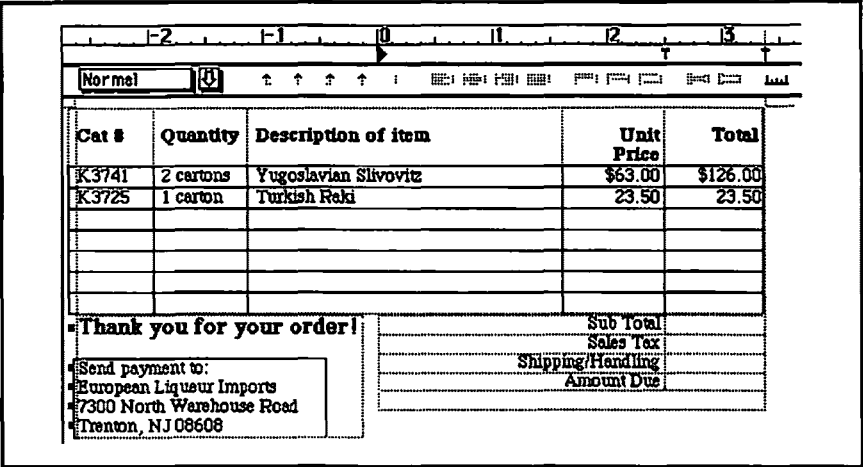 -2 -1 0 1 2 3
Normal
Cat # Quantity Description of item Unit Price Total
K3741 2 cartons Yugoslavian Slivovitz $63.00 $126.00
K3725 1 carton Turkish Raki 23.50 23.50
Thank you for your order!
Sub Total
Sales Tax
Shipping/Handling
Amount Due
Send payment to:
European Liqueur Imports
7300 North Warehouse Road
Trenton, NJ 08608